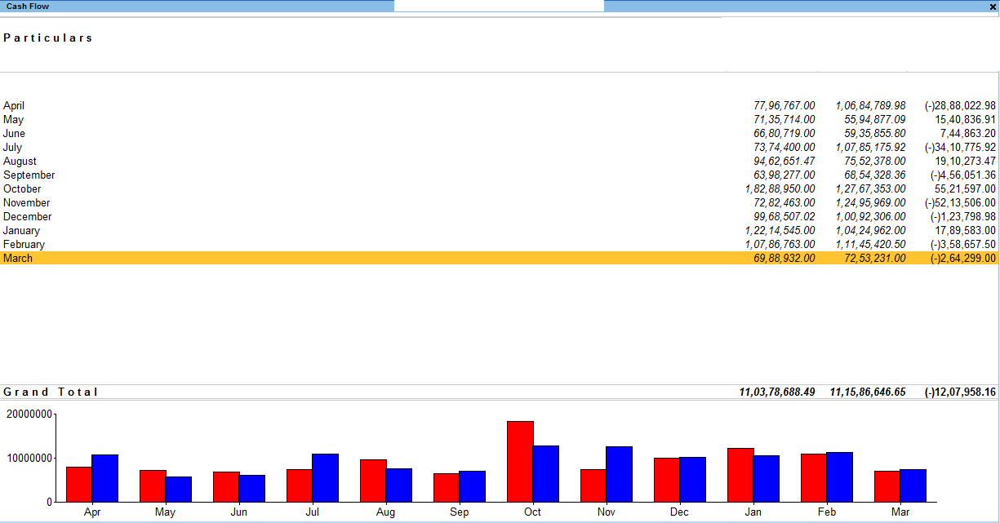 Cash Flow
Particulars
April 77,96,767.00 1,06,84,789.98 (-)28,88,022.98
May 71,35,714.00 55,94,877.09 15,40,836.91
June 66,80,719.00 59,35,855.80 7,44,863.20
July 73,74,400.00 1,07,85,175.92 (-)34,10,775.92
August 94,62,651.47 75,52,378.00 19,10,273.47
September 63,98,277.00 68,54,328.36 (-)4,56,051.36
October 1,82,88,950.00 1,27,67,353.00 55,21,597.00
November 72,82,463.00 1,24,95,969.00 (-)52,13,506.00
December 99,68,507.02 1,00,92,306.00 (-)1,23,798.98
January 1,22,14,545.00 1,04,24,962.00 17,89,583.00
February 1,07,86,763.00 1,11,45,420.50 (-)3,58,657.50
March 69,88,932.00 72,53,231.00 (-)2,64,299.00
Grand Total 11,03,78,688.49 11,15,86,646.65 (-)12,07,958.16
20000000
10000000
0
Apr May Jun Jul Aug Sep Oct Nov Dec Jan Feb Mar